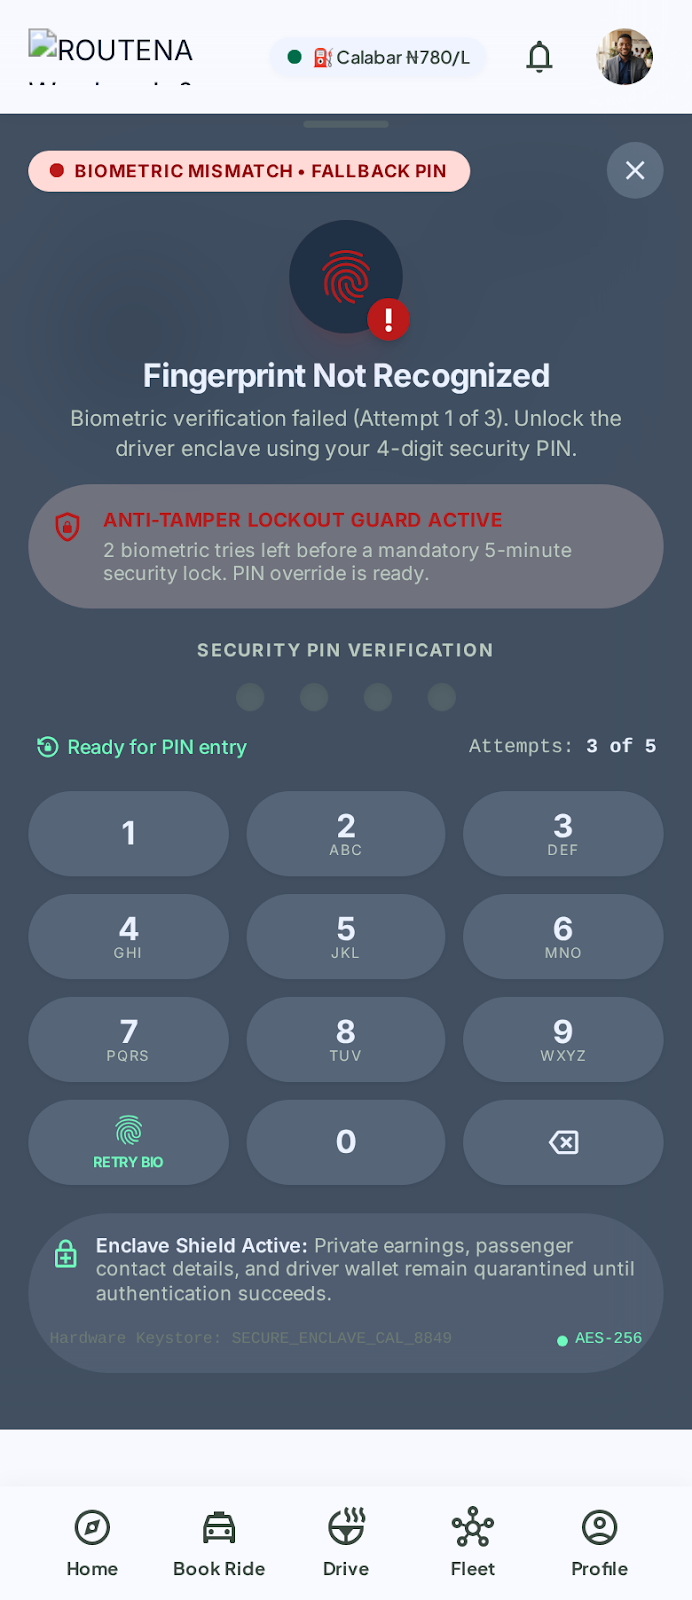 ROUTENA
Calabar ₦780/L
BIOMETRIC MISMATCH • FALLBACK PIN
Fingerprint Not Recognized
Biometric verification failed (Attempt 1 of 3). Unlock the
driver enclave using your 4-digit security PIN.
ANTI-TAMPER LOCKOUT GUARD ACTIVE
2 biometric tries left before a mandatory 5-minute
security lock. PIN override is ready.
SECURITY PIN VERIFICATION
Ready for PIN entry
Attempts: 3 of 5
1
2
ABC
3
DEF
4
GHI
5
JKL
6
MNO
7
PQRS
8
TUV
9
WXYZ
RETRY BIO
0
Enclave Shield Active: Private earnings, passenger
contact details, and driver wallet remain quarantined until
authentication succeeds.
Hardware Keystore: SECURE_ENCLAVE_CAL_8849
AES-256
Home
Book Ride
Drive
Fleet
Profile